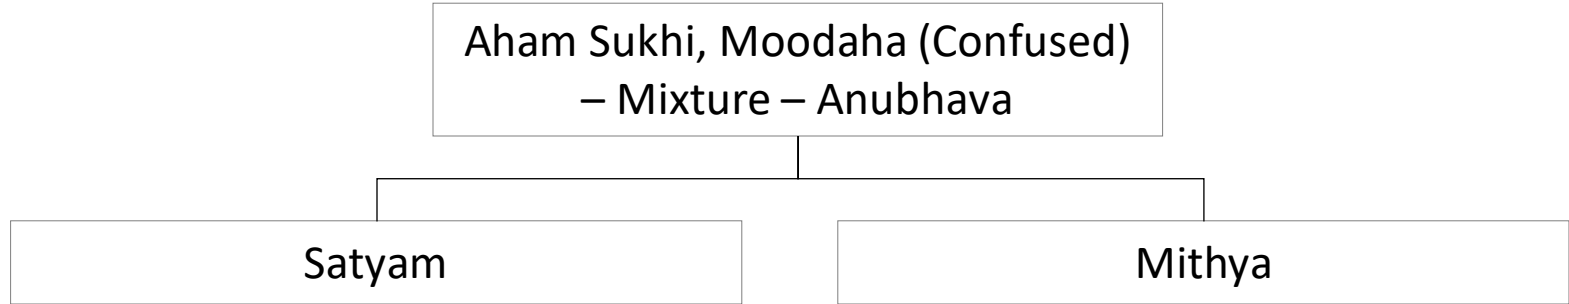 Aham Sukhi, Moodaha (Confused)
– Mixture – Anubhava
Satyam
Mithya